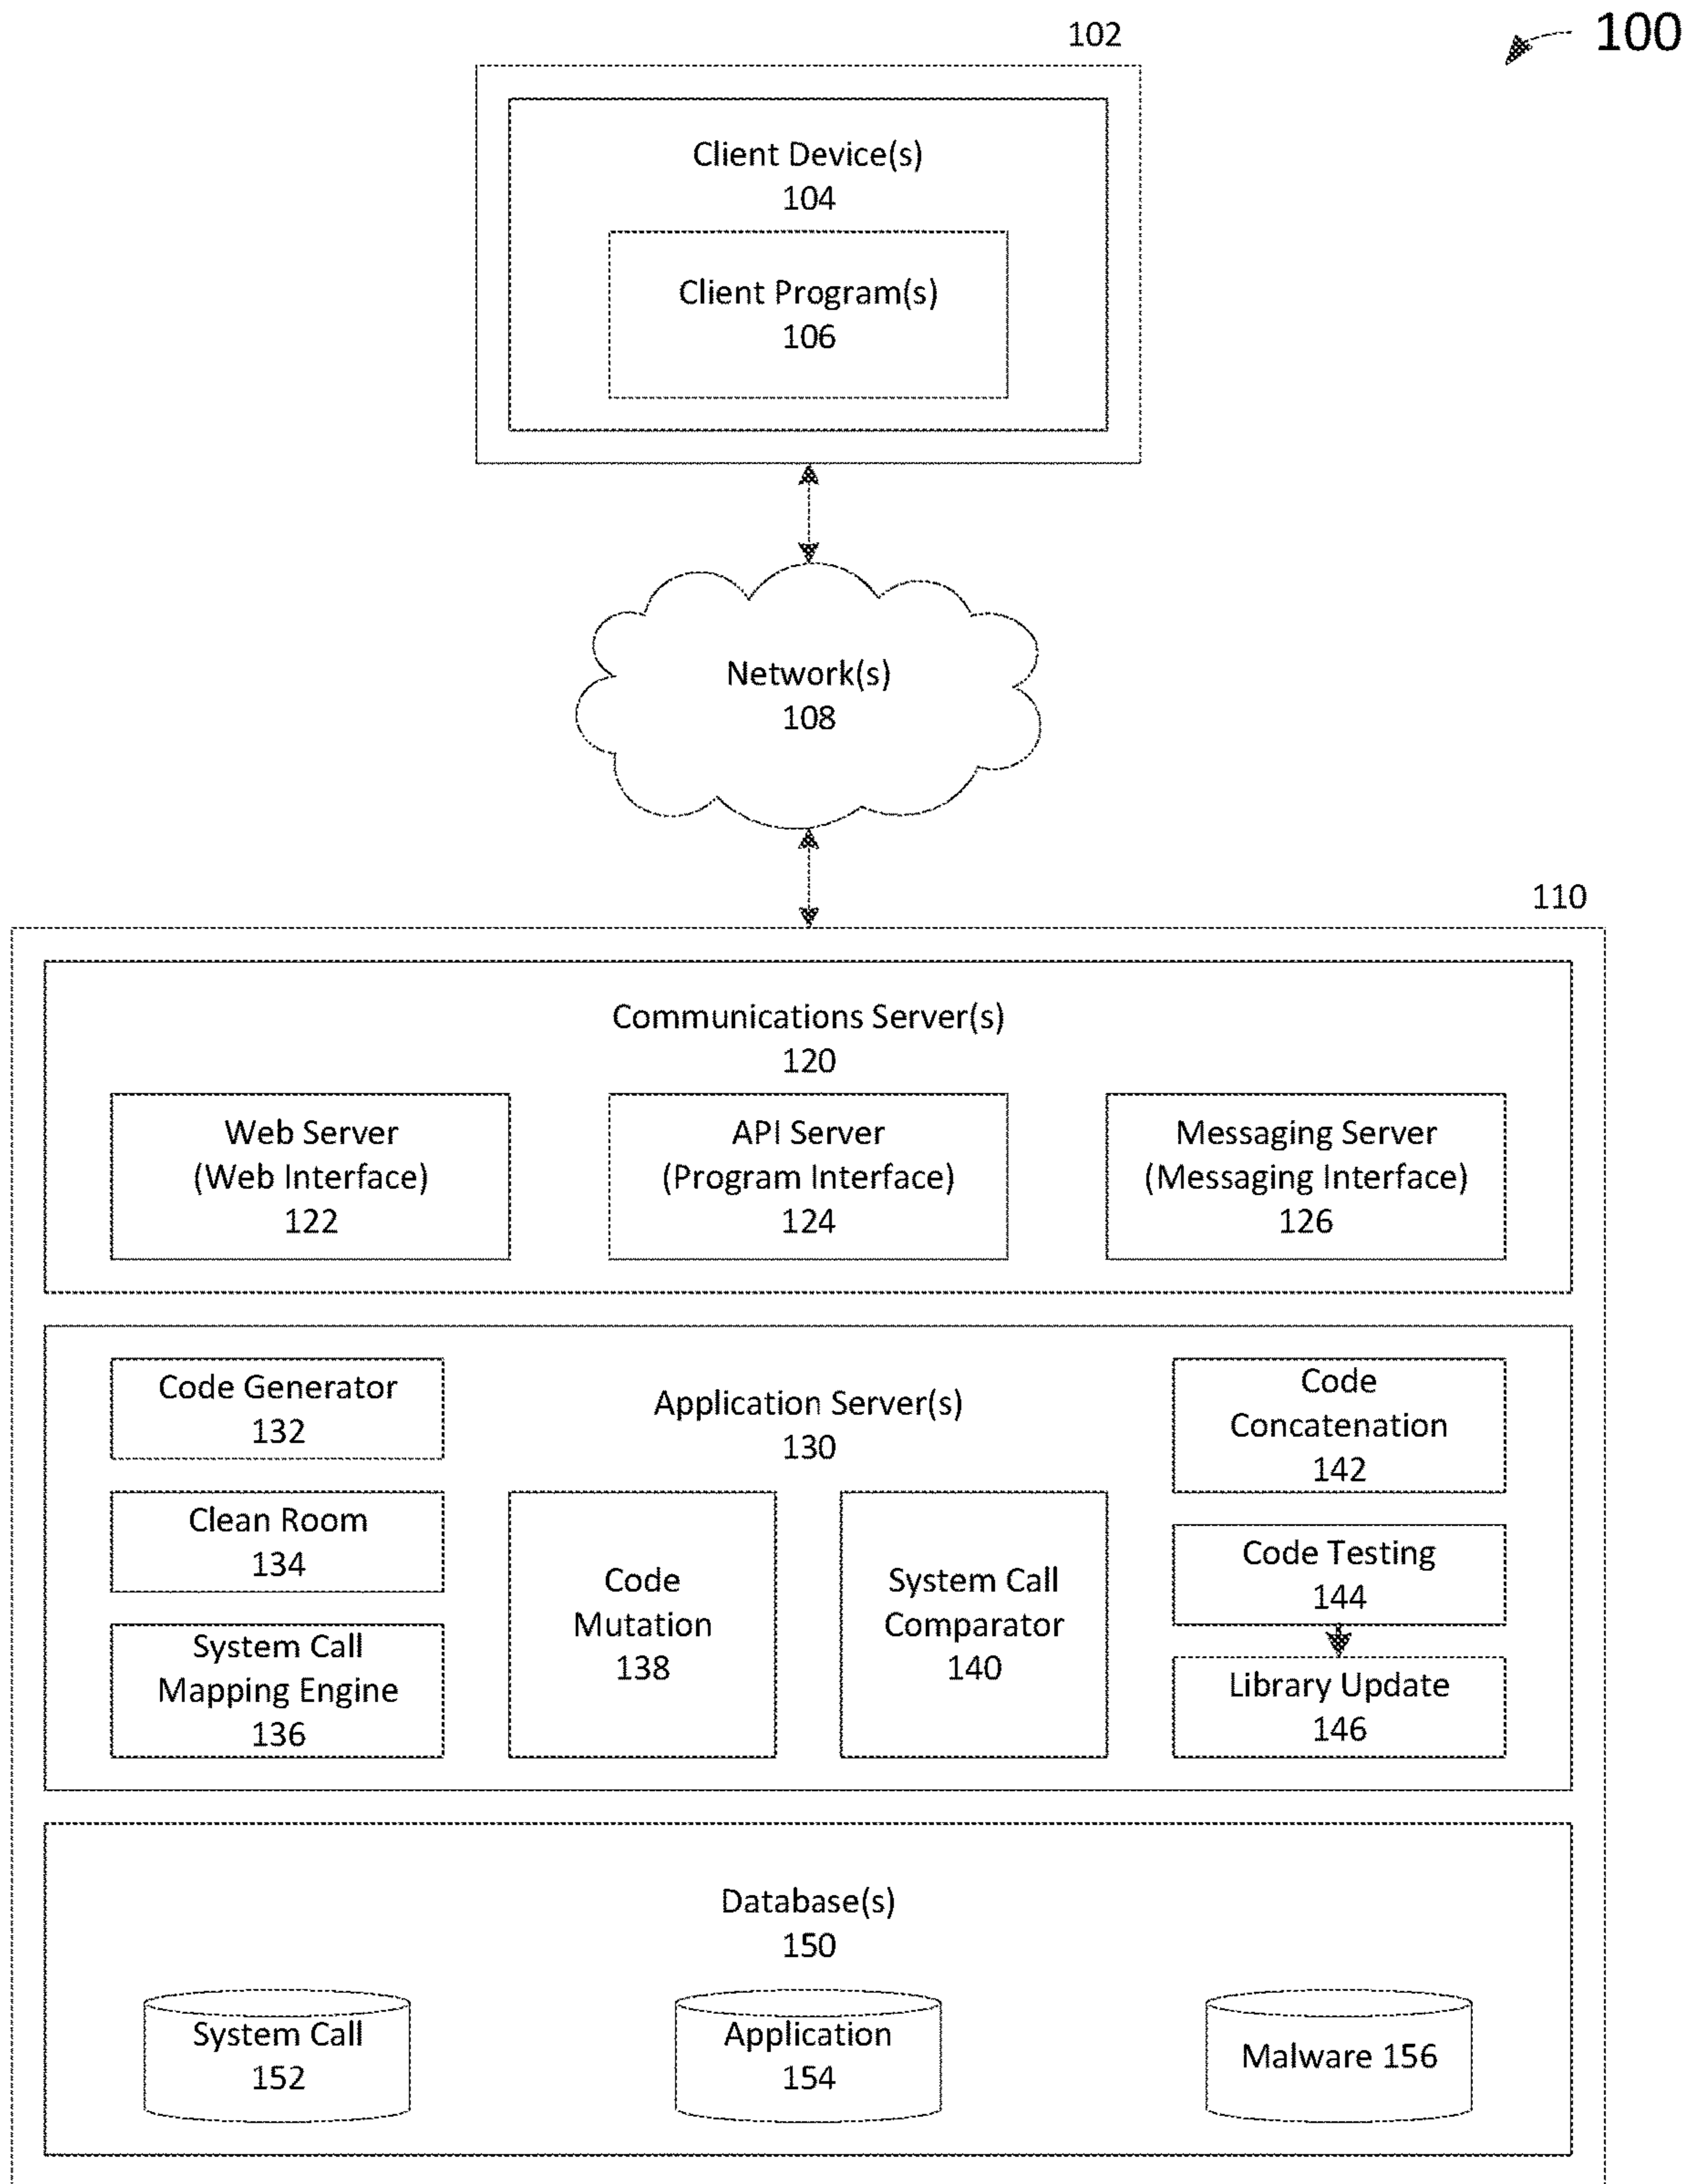 100
102
Client Device(s)
104
Client Program(s)
106
Network(s)
108
110
Communications Server(s)
120
Web Server
(Web Interface)
122
API Server
(Program Interface)
124
Messaging Server
(Messaging Interface)
126
Application Server(s)
130
Code Generator
132
Clean Room
134
System Call
Mapping Engine
136
Code
Mutation
138
System Call
Comparator
140
Code
Concatenation
142
Code Testing
144
Library Update
146
Database(s)
150
System Call
152
Application
154
Malware 156